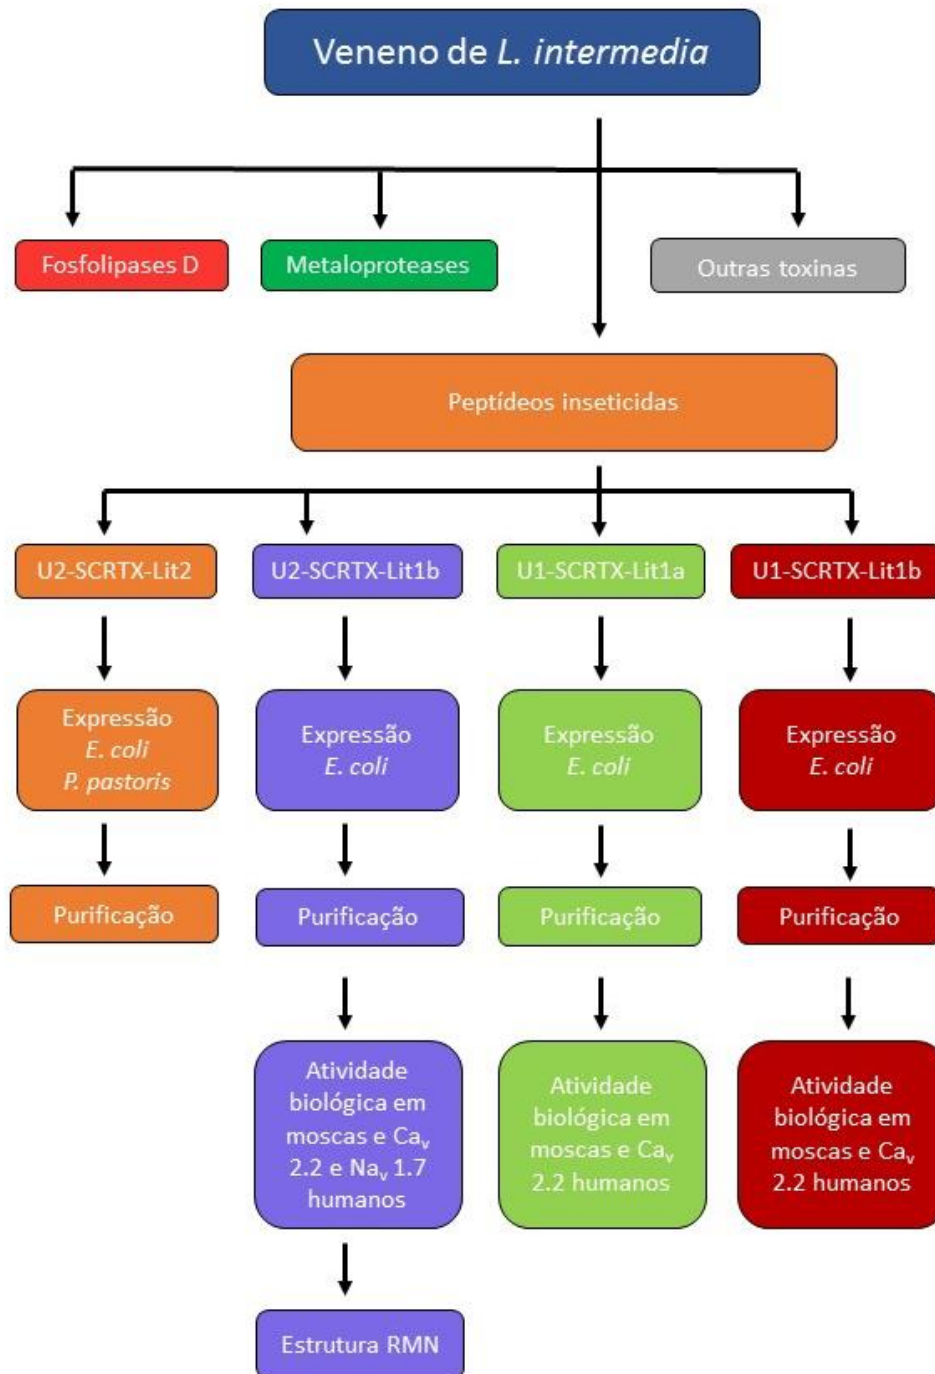 Veneno de L. intermedia
Fosfolipases D
Metaloproteases
Outras toxinas
Peptídeos inseticidas
U2-SCRTX-Lit2
U2-SCRTX-Lit1b
U1-SCRTX-Lit1a
U1-SCRTX-Lit1b
Expressão
E. coli
P. pastoris
Expressão
E. coli
Expressão
E. coli
Expressão
E. coli
Purificação
Purificação
Purificação
Purificação
Atividade
biológica em
moscas e Cav
2.2 e Nav 1.7
humanos
Atividade
biológica em
moscas e Cav
2.2 humanos
Atividade
biológica em
moscas e Cav
2.2 humanos
Estrutura RMN